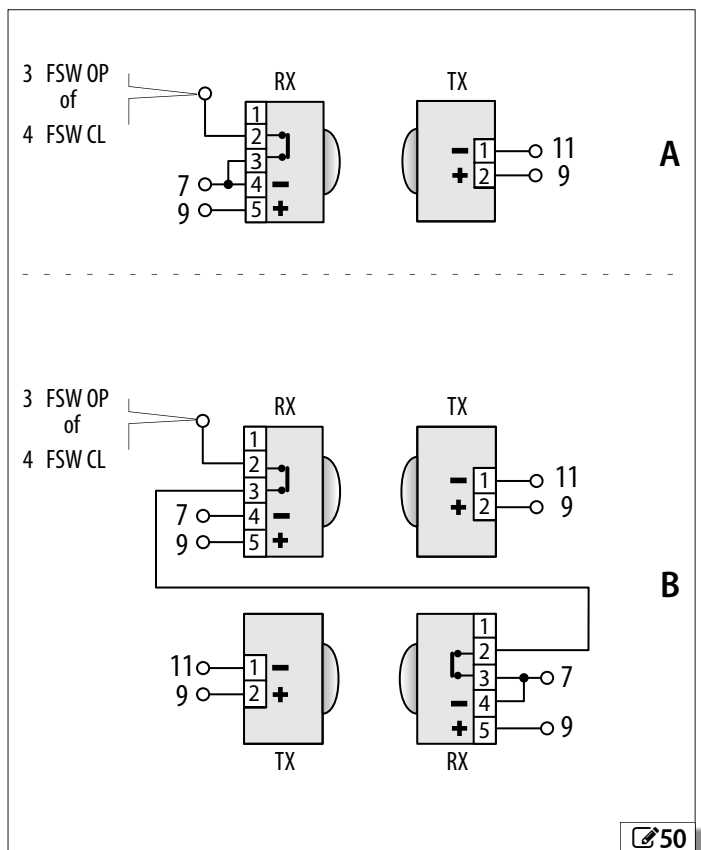 3 FSW OP
of
4 FSW CL
RX
TX
1
2
3
4 −
5 +
7
9
− 1 11
+ 2 9
A
3 FSW OP
of
4 FSW CL
RX
TX
1
2
3
4 −
5 +
7
9
− 1 11
+ 2 9
B
11 1 −
9 2 +
TX
1
2
3 7
− 4
+ 5 9
RX
50